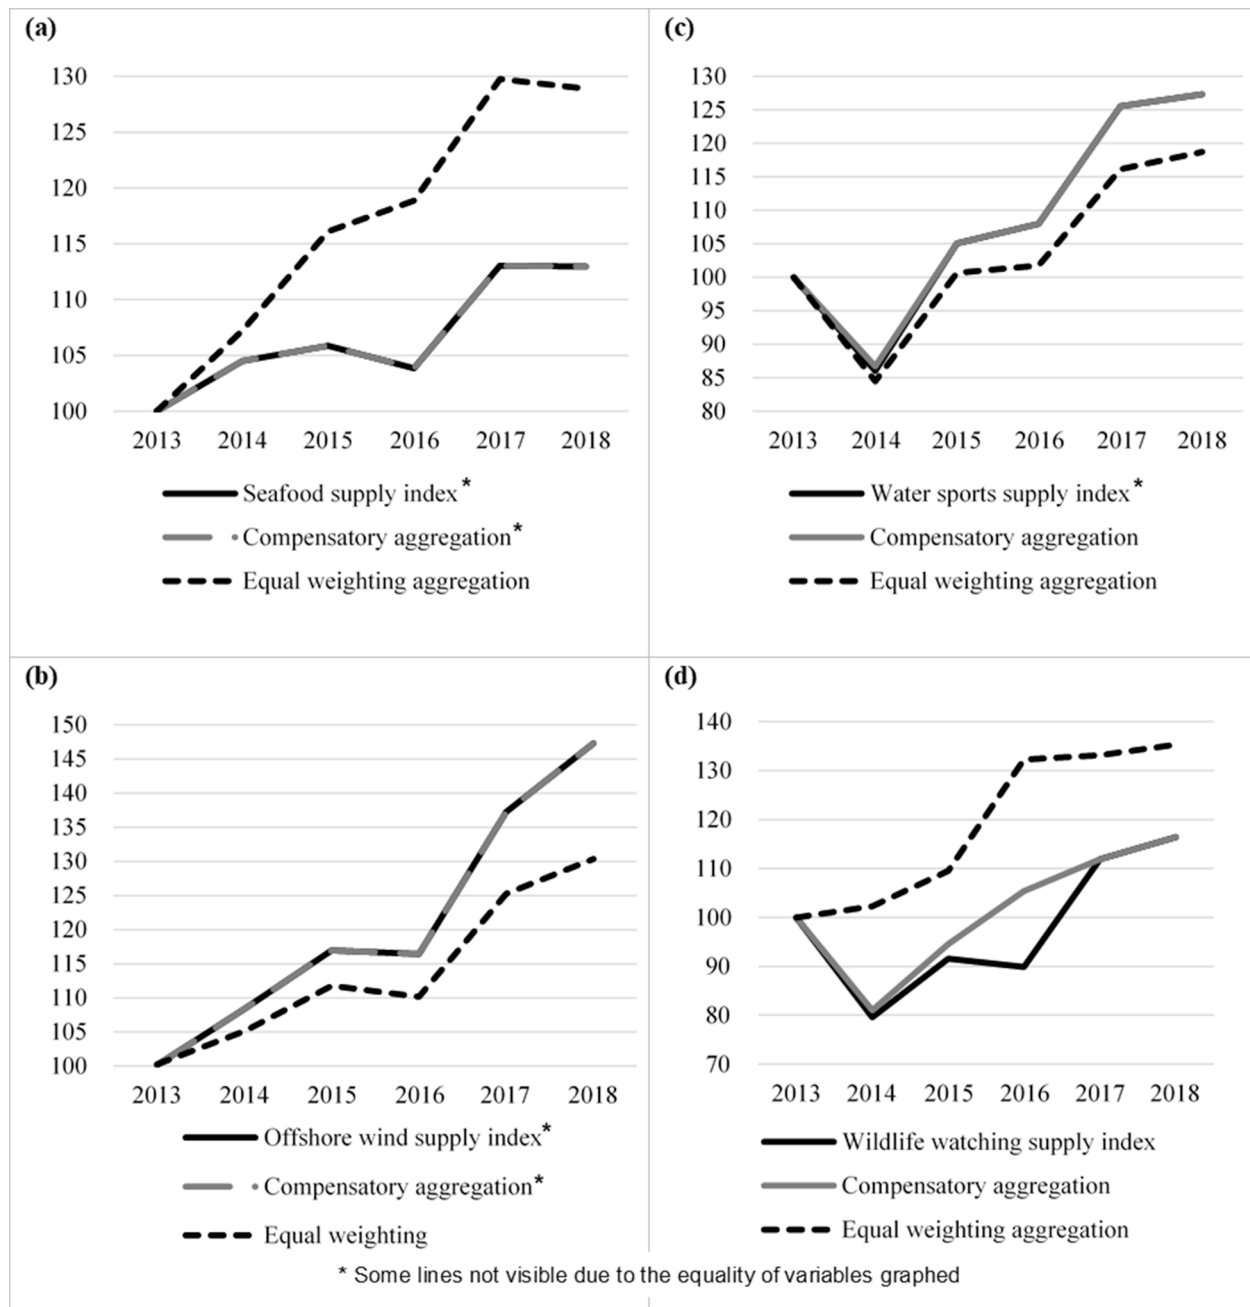 (a)
130
125
120
115
110
105
100
2013 2014 2015 2016 2017 2018
Seafood supply index*
Compensatory aggregation*
Equal weighting aggregation
(c)
130
125
120
115
110
105
100
95
90
85
80
2013 2014 2015 2016 2017 2018
Water sports supply index*
Compensatory aggregation
Equal weighting aggregation
(b)
150
145
140
135
130
125
120
115
110
105
100
2013 2014 2015 2016 2017 2018
Offshore wind supply index*
Compensatory aggregation*
Equal weighting
(d)
140
130
120
110
100
90
80
70
2013 2014 2015 2016 2017 2018
Wildlife watching supply index
Compensatory aggregation
Equal weighting aggregation
* Some lines not visible due to the equality of variables graphed